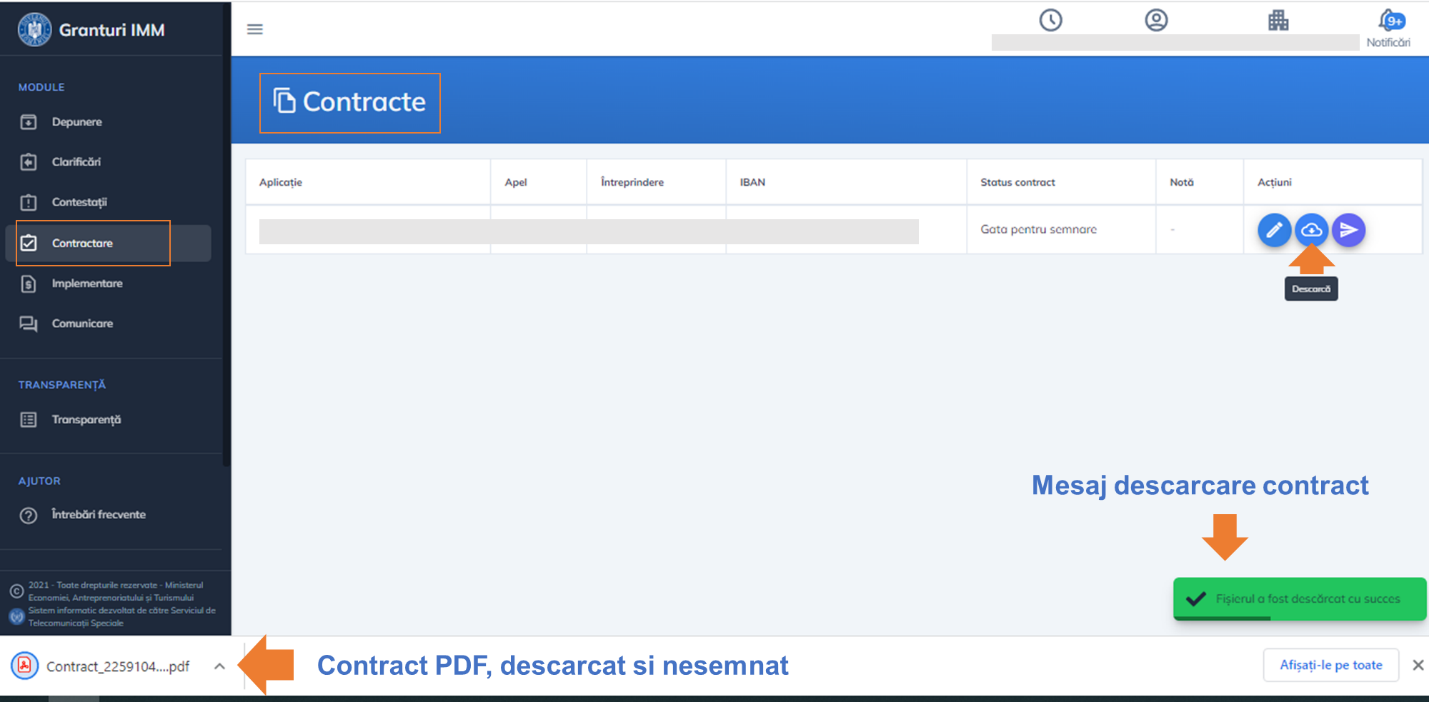 Granturi IMM
9+
Notificări
MODULE
Depunere
Clarificări
Contestații
Contractare
Implementare
Comunicare
TRANSPARENȚĂ
Transparență
AJUTOR
Întrebări frecvente
2021 - Toate drepturile rezervate - Ministerul
Economiei, Antreprenoriatului și Turismului
Sistem informatic dezvoltat de către Serviciul de
Telecomunicații Speciale
Contracte
Aplicație Apel Întreprindere IBAN Status contract Notă Acțiuni
Gata pentru semnare -
Descarcă
Mesaj descarcare contract
Fișierul a fost descărcat cu succes
Contract_2259104....pdf
Contract PDF, descarcat si nesemnat
Afișați-le pe toate